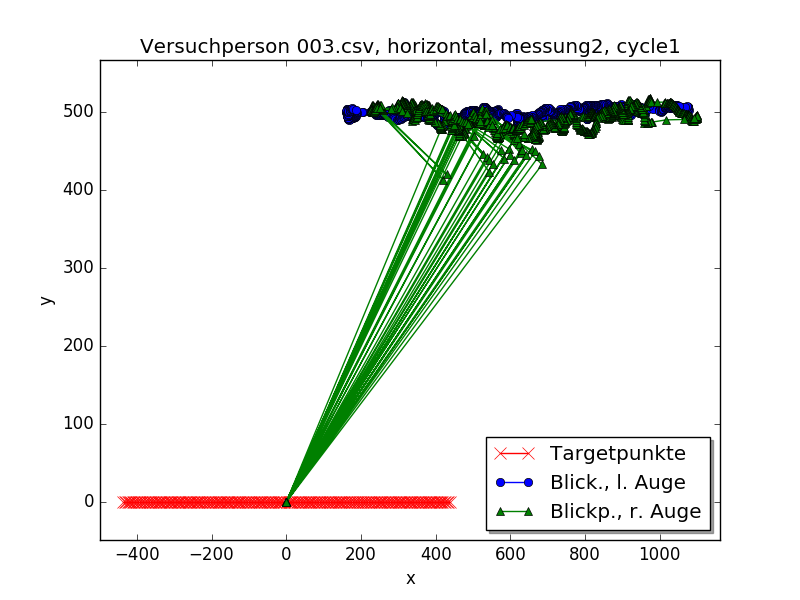 Versuchperson 003.csv, horizontal, messung2, cycle1
y
500
400
300
200
100
0
−400 −200 0 200 400 600 800 1000
x
Targetpunkte
Blick., l. Auge
Blickp., r. Auge